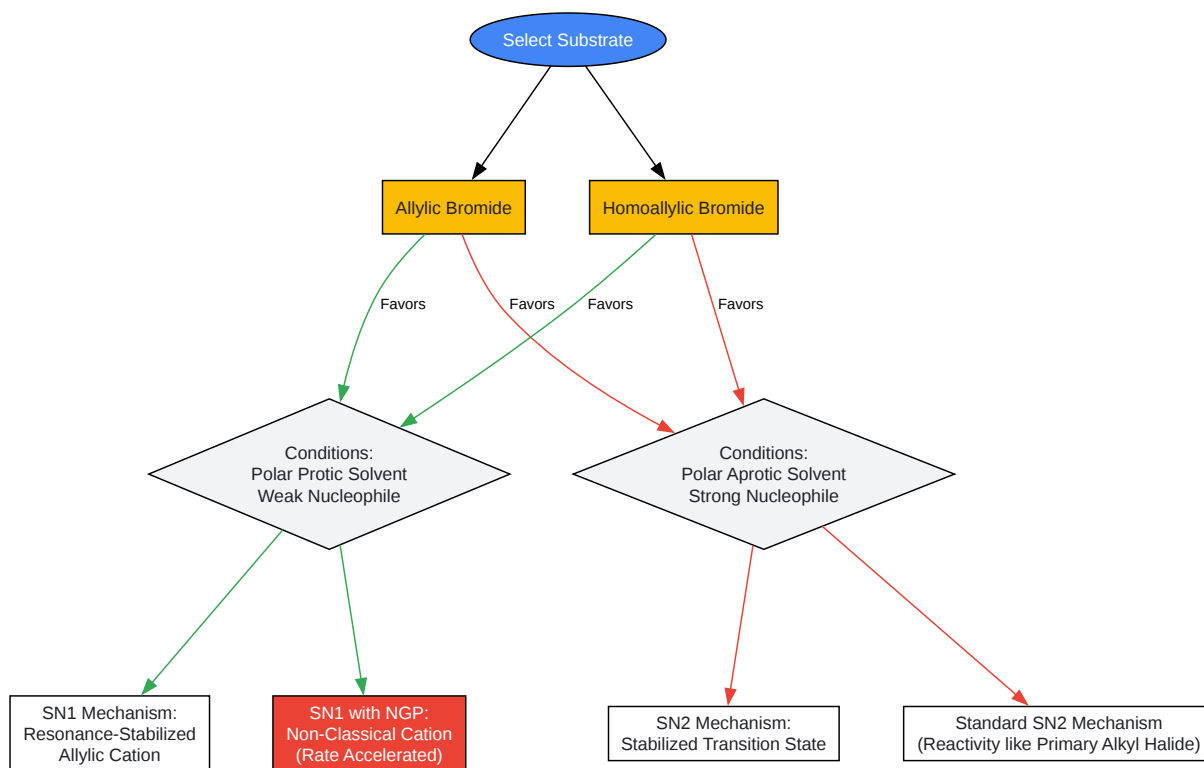 Select Substrate
Allylic Bromide
Homoallylic Bromide
Favors
Favors
Favors
Favors
Conditions:
Polar Protic Solvent
Weak Nucleophile
Conditions:
Polar Aprotic Solvent
Strong Nucleophile
SN1 Mechanism:
Resonance-Stabilized
Allylic Cation
SN1 with NGP:
Non-Classical Cation
(Rate Accelerated)
SN2 Mechanism:
Stabilized Transition State
Standard SN2 Mechanism
(Reactivity like Primary Alkyl Halide)